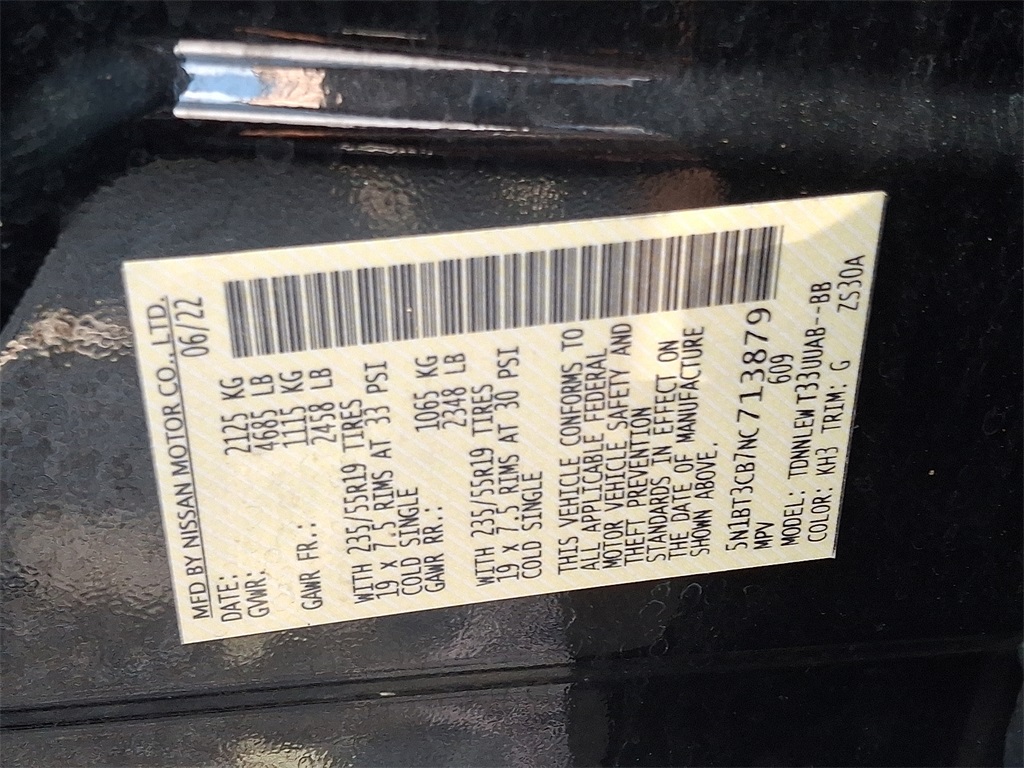 MFD BY NISSAN MOTOR CO., LTD.
DATE: 06/22
GVWR: 2125 KG
4685 LB
GAWR FR.: 1115 KG
2458 LB
WITH 235/55R19 TIRES
19 X 7.5 RIMS AT 33 PSI
COLD SINGLE
GAWR RR.: 1065 KG
2348 LB
WITH 235/55R19 TIRES
19 X 7.5 RIMS AT 30 PSI
COLD SINGLE
THIS VEHICLE CONFORMS TO
ALL APPLICABLE FEDERAL
MOTOR VEHICLE SAFETY AND
THEFT PREVENTION
STANDARDS IN EFFECT ON
THE DATE OF MANUFACTURE
SHOWN ABOVE.
5N1BT3CB7NC713879
MPV 609
MODEL: TDNNLEWT33UUAB--BB
COLOR: KH3 TRIM: G ZS30A